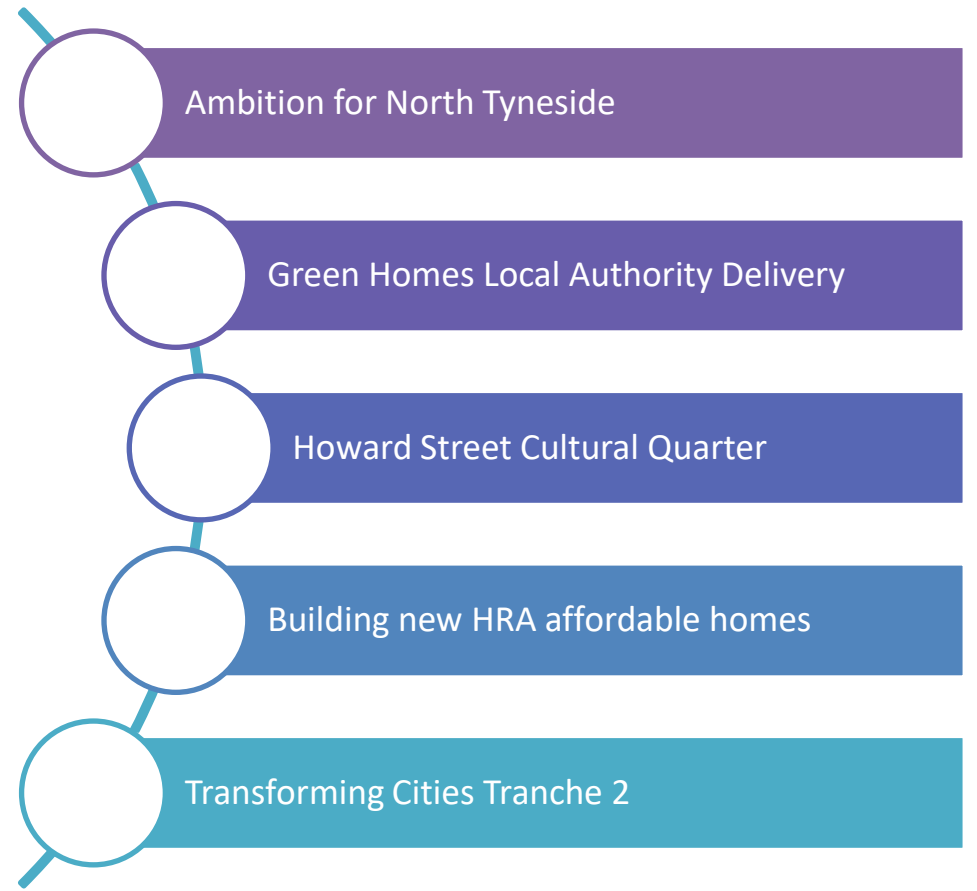 Ambition for North Tyneside
Green Homes Local Authority Delivery
Howard Street Cultural Quarter
Building new HRA affordable homes
Transforming Cities Tranche 2